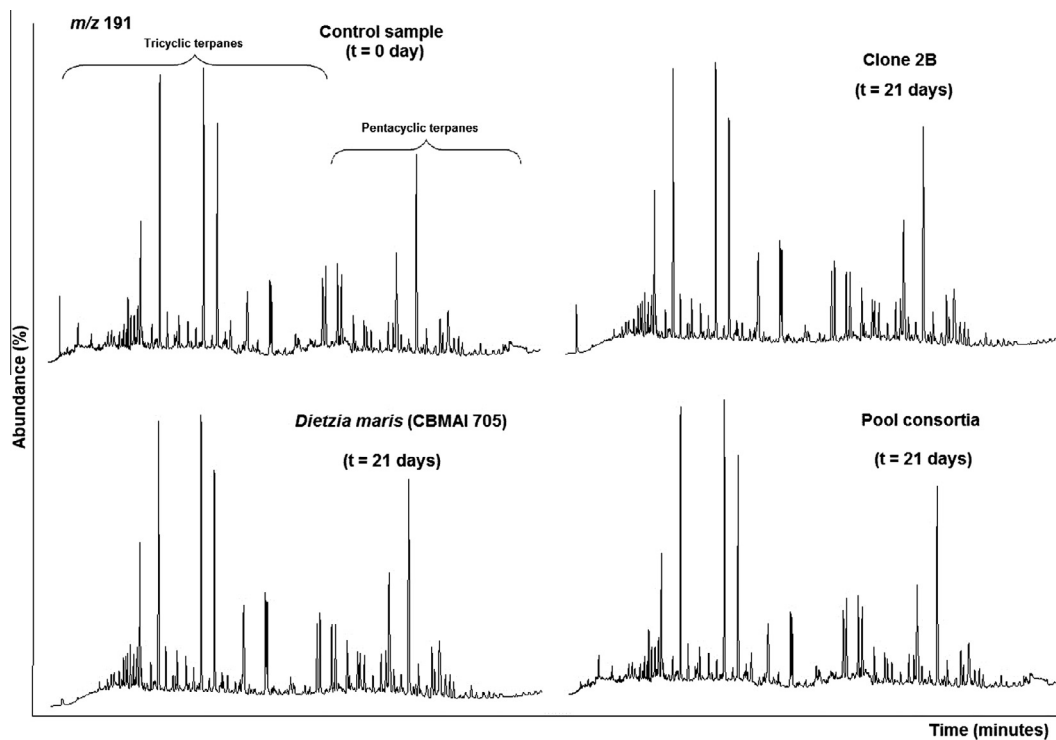 m/z 191
Tricyclic terpanes
Control sample
(t = 0 day)
Pentacyclic terpanes
Clone 2B
(t = 21 days)
Dietzia maris (CBMAI 705)
(t = 21 days)
Pool consortia
(t = 21 days)
Abundance (%)
Time (minutes)